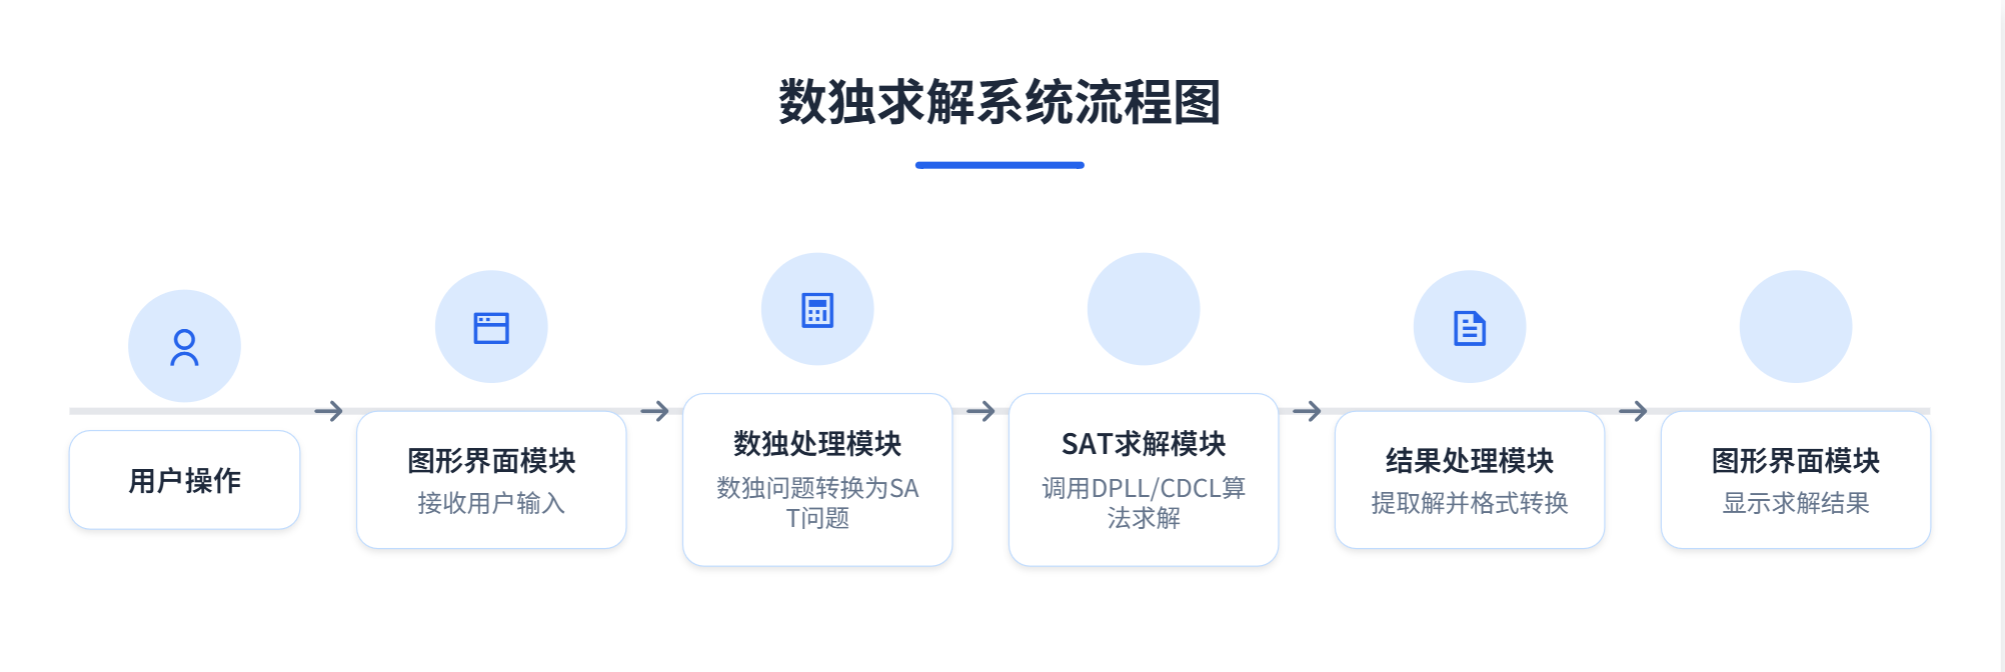 数独求解系统流程图
用户操作
图形界面模块
接收用户输入
数独处理模块
数独问题转换为SA
T问题
SAT求解模块
调用DPLL/CDCL算
法求解
结果处理模块
提取解并格式转换
图形界面模块
显示求解结果